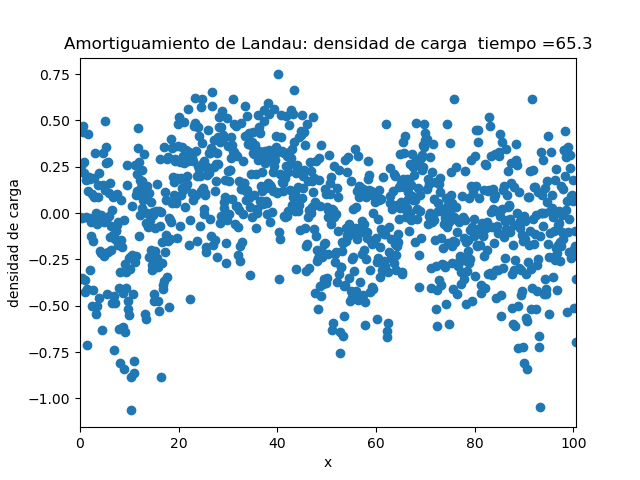 Amortiguamiento de Landau: densidad de carga  tiempo =65.3
0.75
0.50
0.25
0.00
−0.25
−0.50
−0.75
−1.00
densidad de carga
0 20 40 60 80 100
x